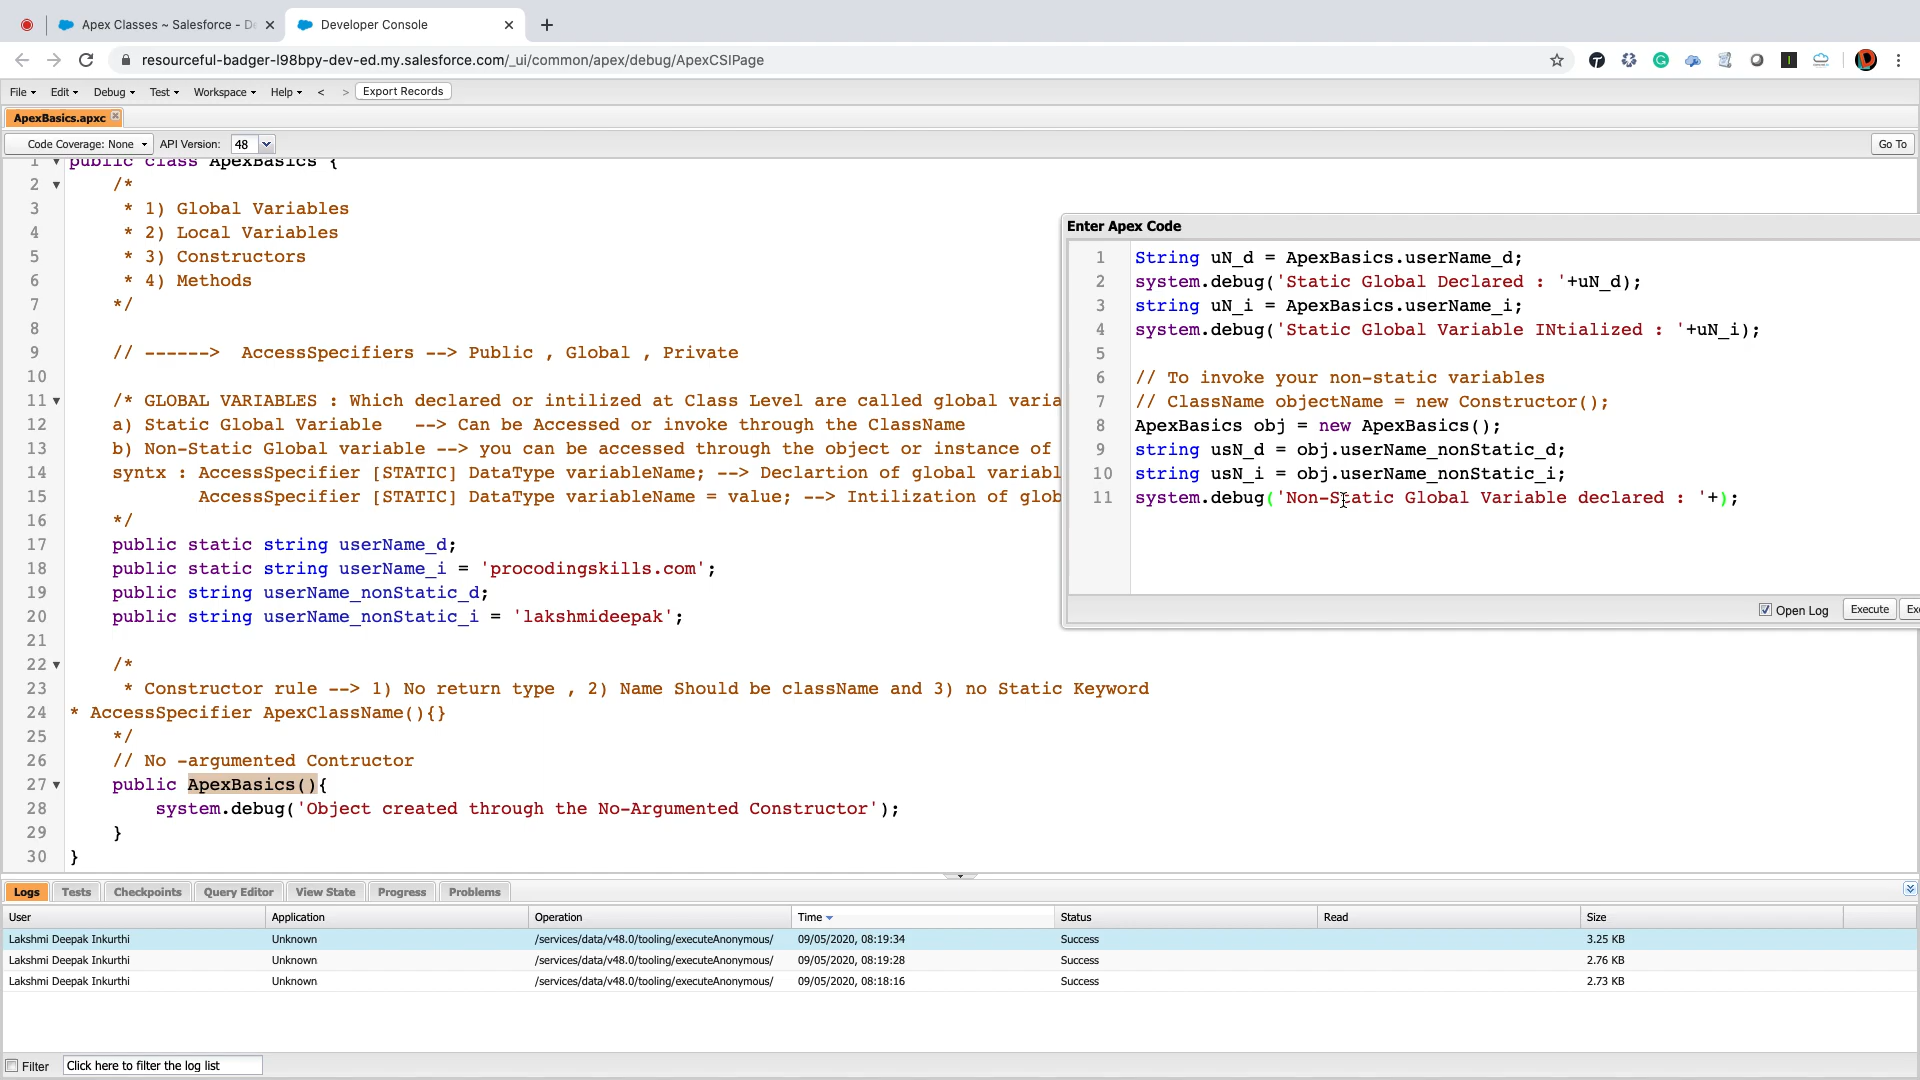 Apex Classes ~ Salesforce - De
Developer Console
resourceful-badger-l98bpy-dev-ed.my.salesforce.com/_ui/common/apex/debug/ApexCSIPage
File Edit Debug Test Workspace Help < > Export Records
ApexBasics.apxc
Code Coverage: None API Version: 48 Go To
1 public class ApexBasics {
2 /*
3 * 1) Global Variables
4 * 2) Local Variables
5 * 3) Constructors
6 * 4) Methods
7 */
8
9 // ------> AccessSpecifiers --> Public , Global , Private
10
11 /* GLOBAL VARIABLES : Which declared or intilized at Class Level are called global varia
12 a) Static Global Variable --> Can be Accessed or invoke through the ClassName
13 b) Non-Static Global variable --> you can be accessed through the object or instance of
14 syntx : AccessSpecifier [STATIC] DataType variableName; --> Declartion of global variabl
15 AccessSpecifier [STATIC] DataType variableName = value; --> Intilization of glob
16 */
17 public static string userName_d;
18 public static string userName_i = 'procodingskills.com';
19 public string userName_nonStatic_d;
20 public string userName_nonStatic_i = 'lakshmideepak';
21
22 /*
23 * Constructor rule --> 1) No return type , 2) Name Should be className and 3) no Static Keyword
24 * AccessSpecifier ApexClassName(){}
25 */
26 // No -argumented Contructor
27 public ApexBasics(){
28 system.debug('Object created through the No-Argumented Constructor');
29 }
30 }
Enter Apex Code
1 String uN_d = ApexBasics.userName_d;
2 system.debug('Static Global Declared : '+uN_d);
3 string uN_i = ApexBasics.userName_i;
4 system.debug('Static Global Variable INtialized : '+uN_i);
5
6 // To invoke your non-static variables
7 // ClassName objectName = new Constructor();
8 ApexBasics obj = new ApexBasics();
9 string usN_d = obj.userName_nonStatic_d;
10 string usN_i = obj.userName_nonStatic_i;
11 system.debug('Non-Static Global Variable declared : '+);
Open Log Execute Exe
Logs Tests Checkpoints Query Editor View State Progress Problems
User Application Operation Time Status Read Size
Lakshmi Deepak Inkurthi Unknown /services/data/v48.0/tooling/executeAnonymous/ 09/05/2020, 08:19:34 Success 3.25 KB
Lakshmi Deepak Inkurthi Unknown /services/data/v48.0/tooling/executeAnonymous/ 09/05/2020, 08:19:28 Success 2.76 KB
Lakshmi Deepak Inkurthi Unknown /services/data/v48.0/tooling/executeAnonymous/ 09/05/2020, 08:18:16 Success 2.73 KB
Filter Click here to filter the log list